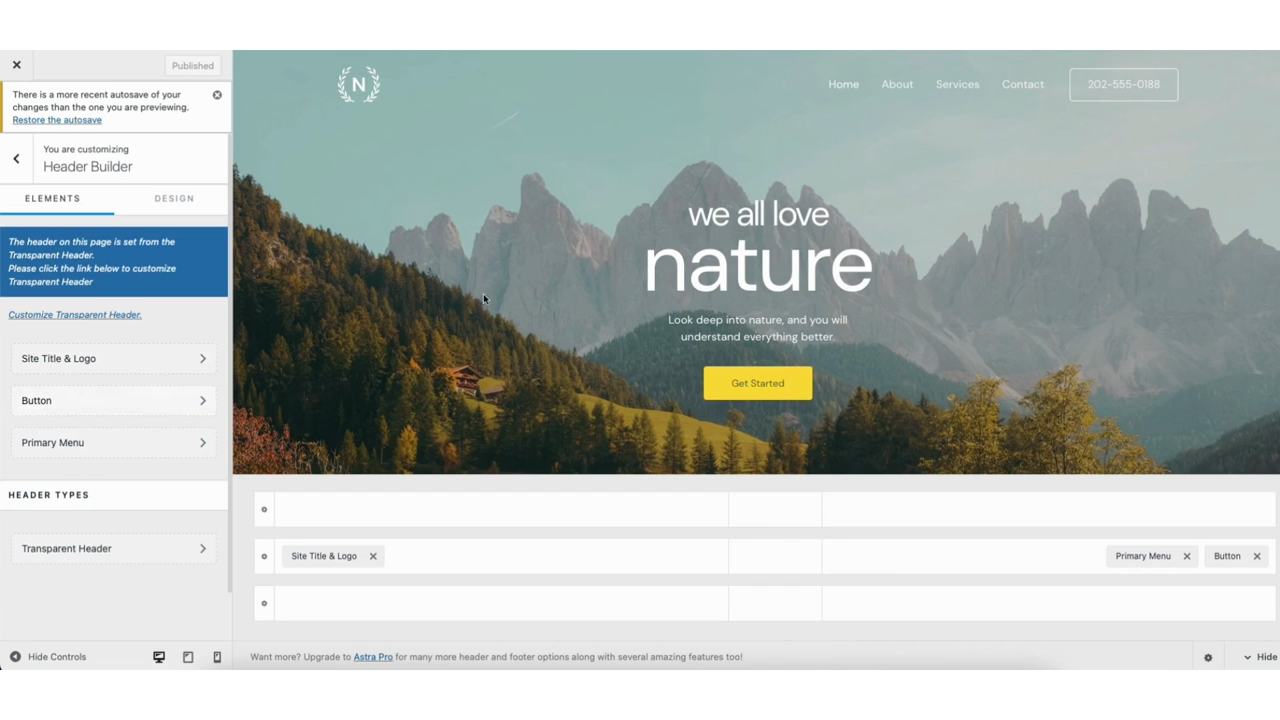 Published
There is a more recent autosave of your
changes than the one you are previewing.
Restore the autosave
You are customizing
Header Builder
ELEMENTS
DESIGN
The header on this page is set from the
Transparent Header.
Please click the link below to customize
Transparent Header
Customize Transparent Header.
Site Title & Logo
Button
Primary Menu
HEADER TYPES
Transparent Header
Hide Controls
N
Home About Services Contact 202-555-0188
we all love
nature
Look deep into nature, and you will
understand everything better.
Get Started
Site Title & Logo
Primary Menu
Button
Want more? Upgrade to Astra Pro for many more header and footer options along with several amazing features too!
Hide